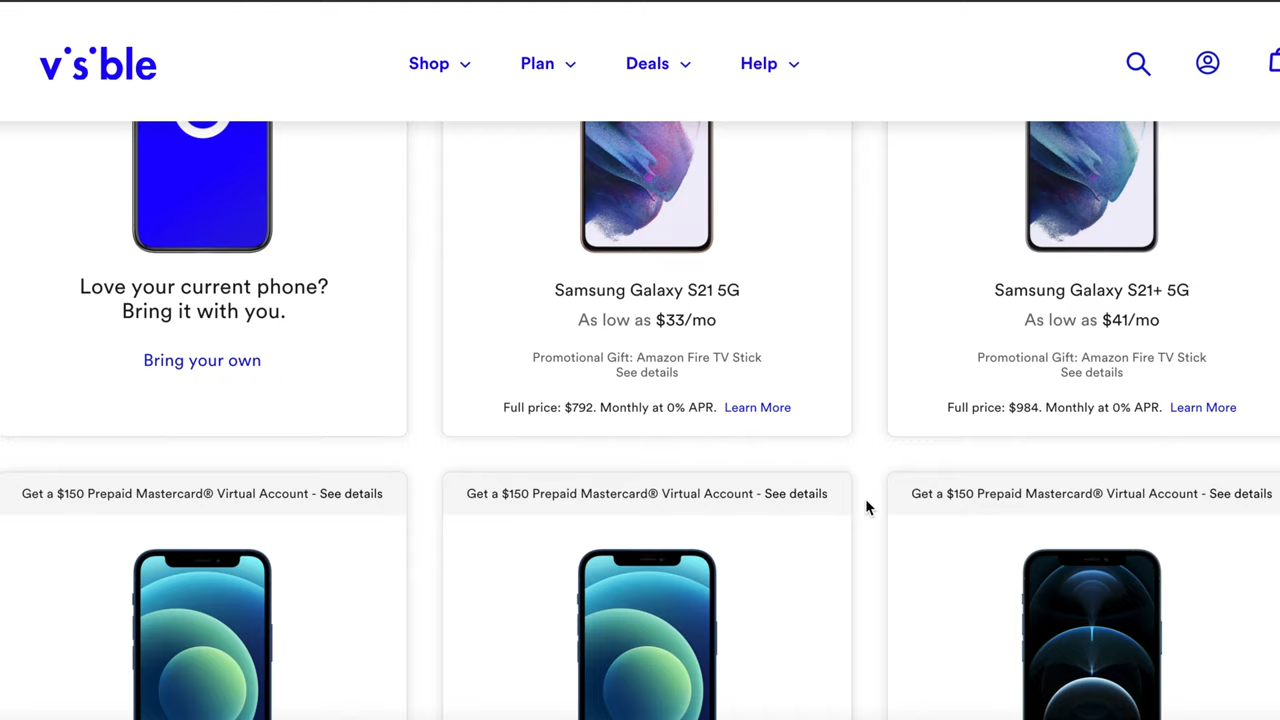 visible
Shop
Plan
Deals
Help
Love your current phone?
Bring it with you.
Bring your own
Samsung Galaxy S21 5G
As low as $33/mo
Promotional Gift: Amazon Fire TV Stick
See details
Full price: $792. Monthly at 0% APR. Learn More
Samsung Galaxy S21+ 5G
As low as $41/mo
Promotional Gift: Amazon Fire TV Stick
See details
Full price: $984. Monthly at 0% APR. Learn More
Get a $150 Prepaid Mastercard® Virtual Account - See details
Get a $150 Prepaid Mastercard® Virtual Account - See details
Get a $150 Prepaid Mastercard® Virtual Account - See details